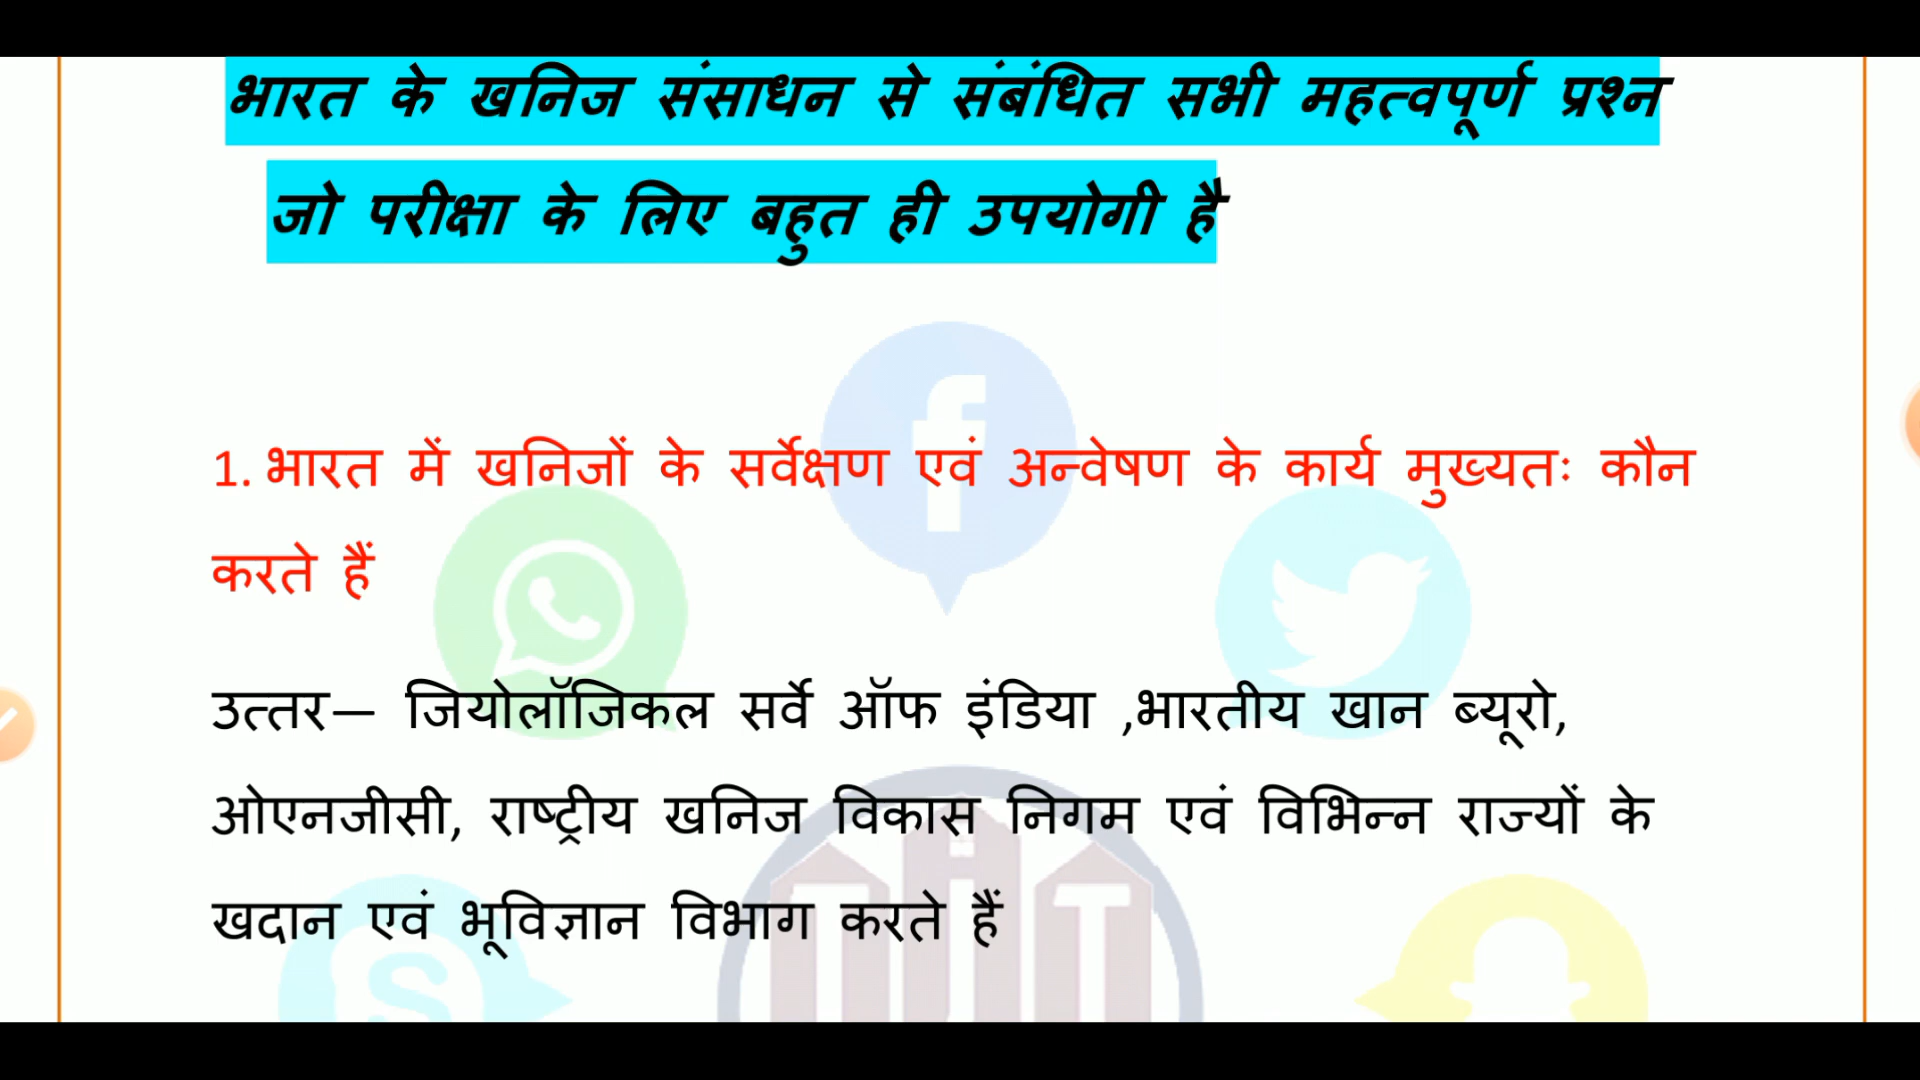 भारत के खनिज संसाधन से संबंधित सभी महत्वपूर्ण प्रश्न
जो परीक्षा के लिए बहुत ही उपयोगी है
1. भारत में खनिजों के सर्वेक्षण एवं अन्वेषण के कार्य मुख्यतः कौन
करते हैं
उत्तर— जियोलॉजिकल सर्वे ऑफ इंडिया ,भारतीय खान ब्यूरो,
ओएनजीसी, राष्ट्रीय खनिज विकास निगम एवं विभिन्न राज्यों के
खदान एवं भूविज्ञान विभाग करते हैं